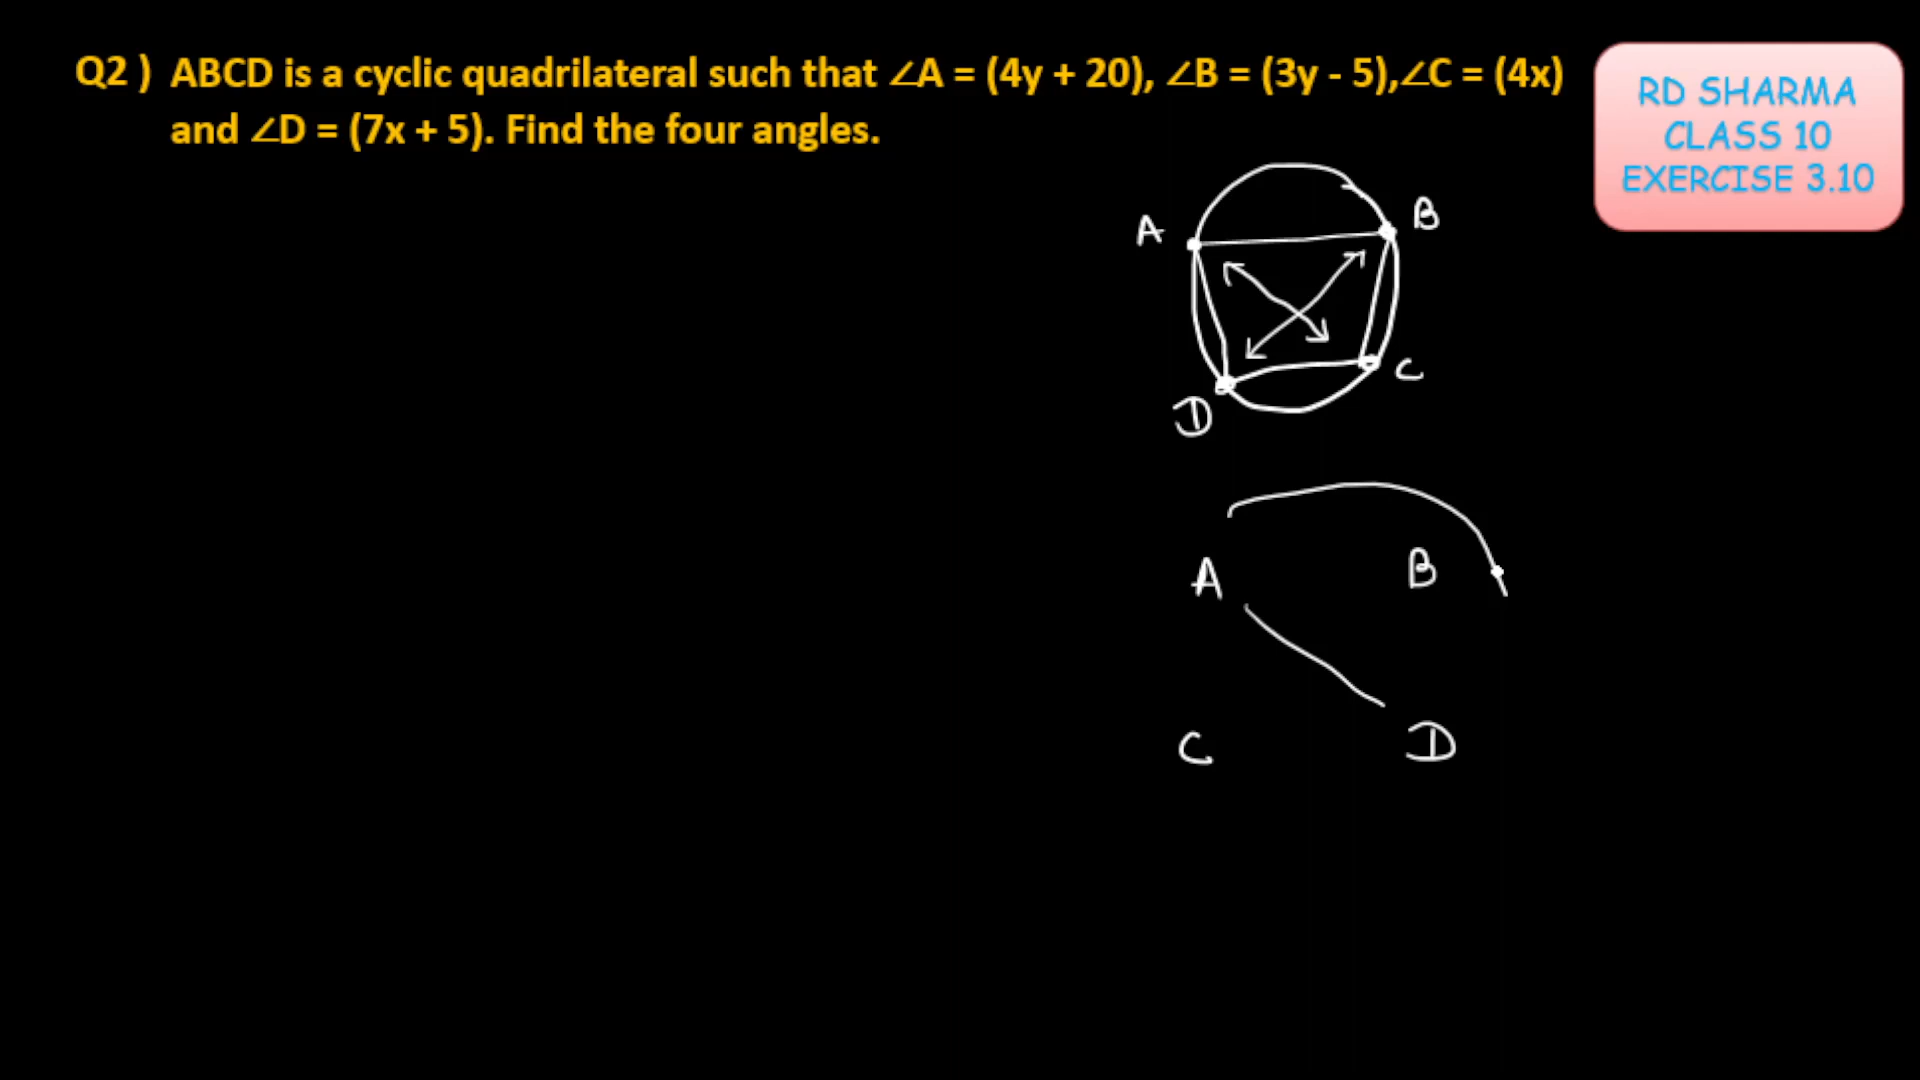 Q2 ) ABCD is a cyclic quadrilateral such that ∠A = (4y + 20), ∠B = (3y - 5),∠C = (4x)
and ∠D = (7x + 5). Find the four angles.
RD SHARMA
CLASS 10
EXERCISE 3.10
A B
D C
A B
C D